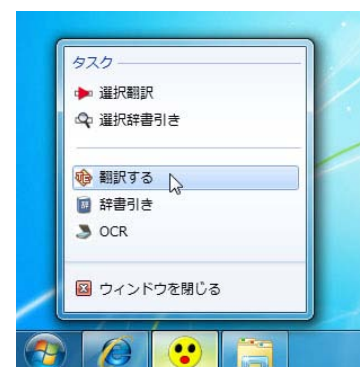 タスク
選択翻訳
選択辞書引き
翻訳する
辞書引き
OCR
ウィンドウを閉じる